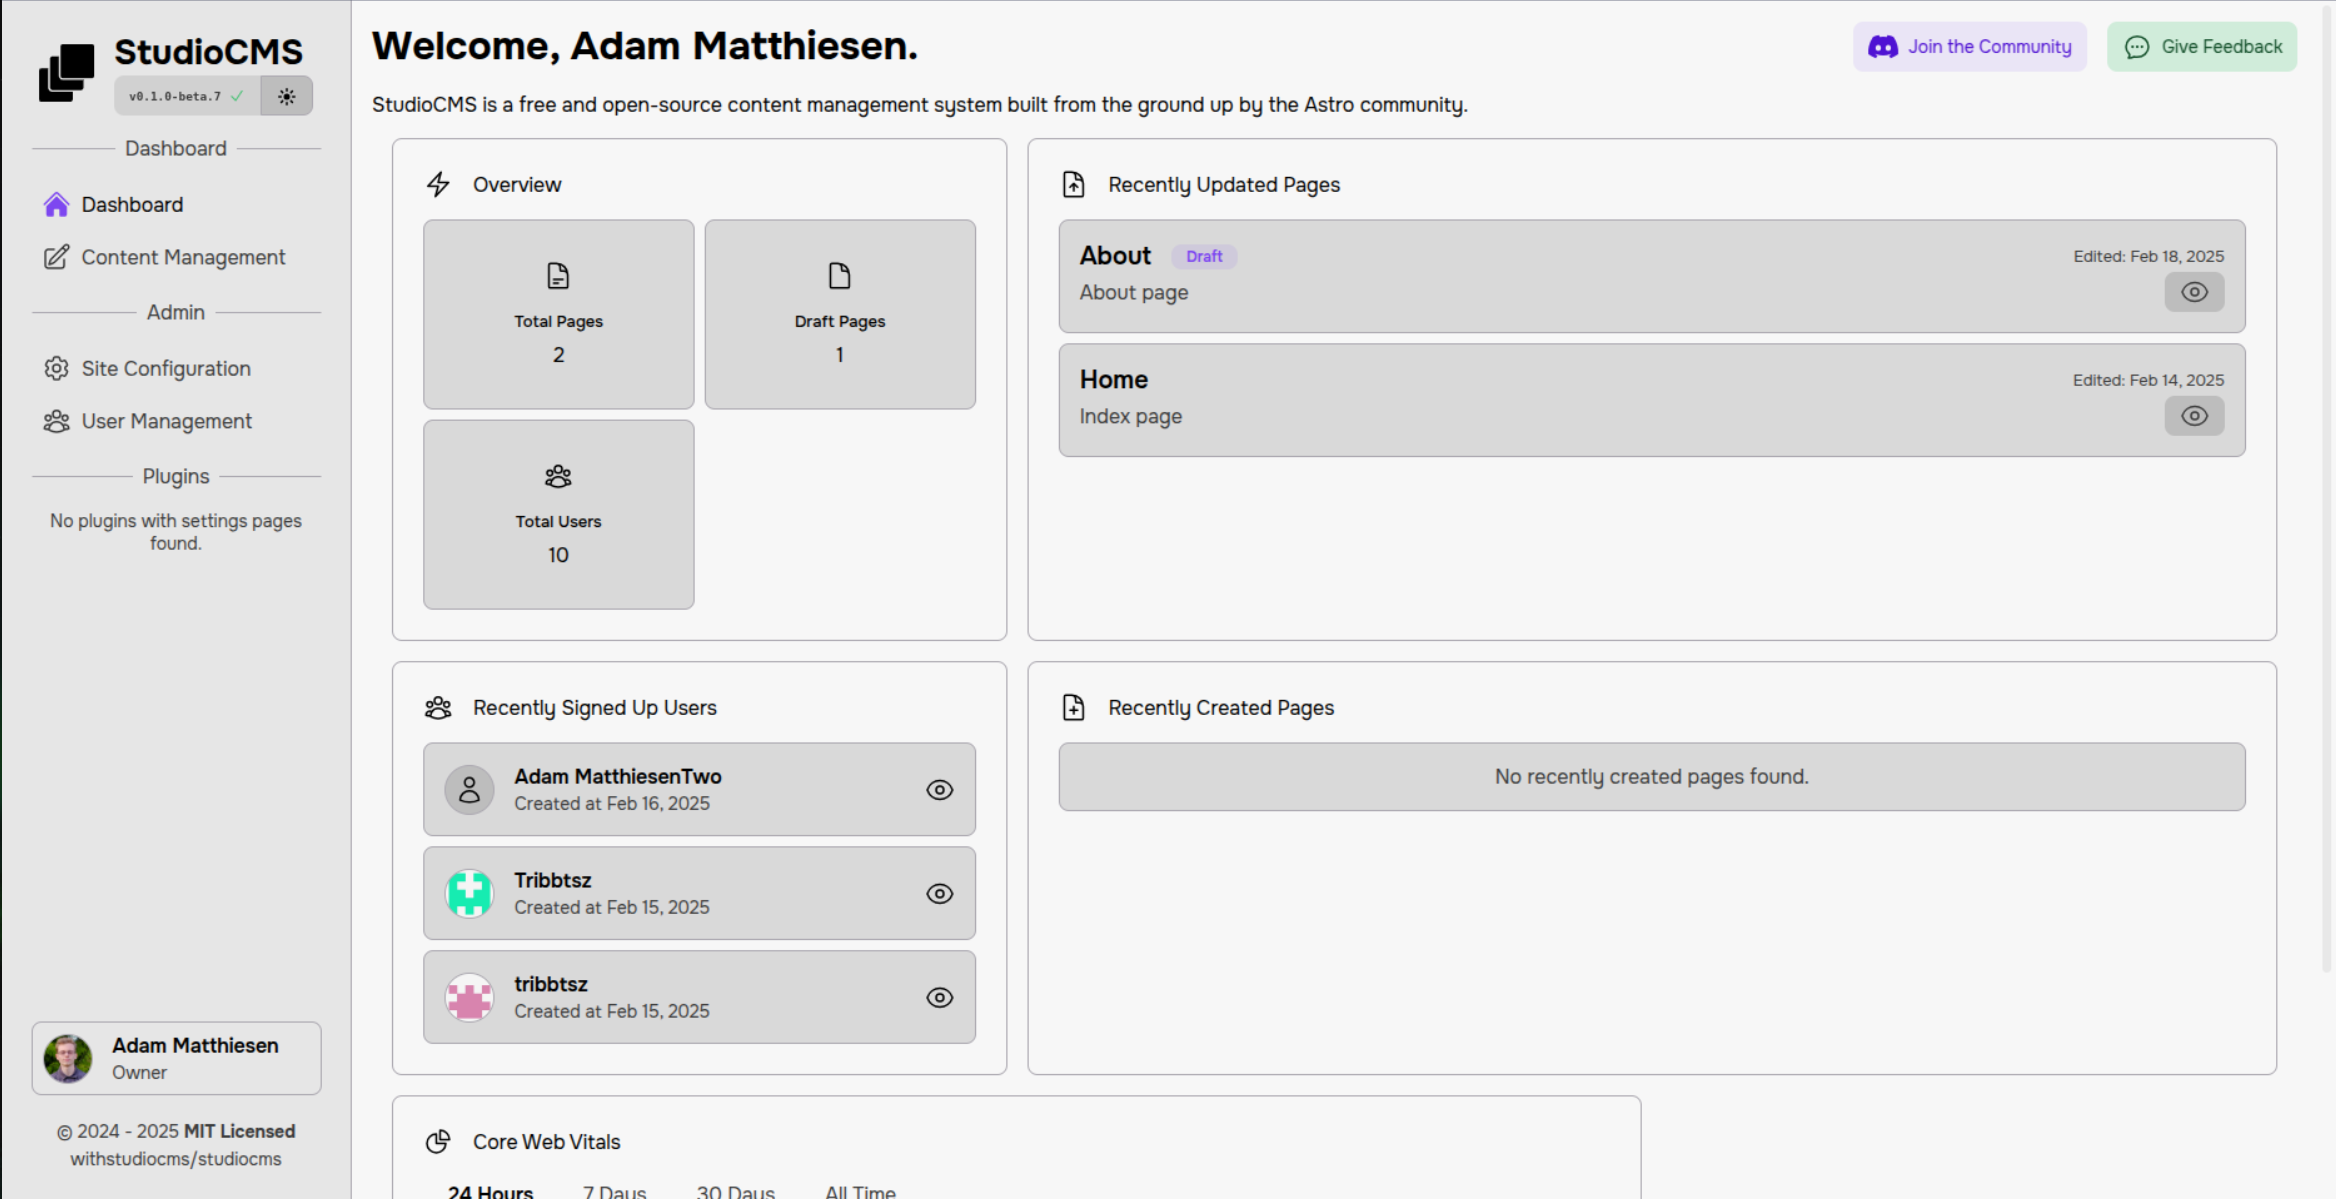 StudioCMS
v0.1.0-beta.7
Dashboard
Dashboard
Content Management
Admin
Site Configuration
User Management
Plugins
No plugins with settings pages
found.
Adam Matthiesen
Owner
© 2024 - 2025 MIT Licensed
withstudiocms/studiocms
Welcome, Adam Matthiesen.
Join the Community
Give Feedback
StudioCMS is a free and open-source content management system built from the ground up by the Astro community.
Overview
Total Pages
2
Draft Pages
1
Total Users
10
Recently Updated Pages
About Draft
Edited: Feb 18, 2025
About page
Home
Edited: Feb 14, 2025
Index page
Recently Signed Up Users
Adam MatthiesenTwo
Created at Feb 16, 2025
Tribbtsz
Created at Feb 15, 2025
tribbtsz
Created at Feb 15, 2025
Recently Created Pages
No recently created pages found.
Core Web Vitals
24 Hours 7 Days 30 Days All Time